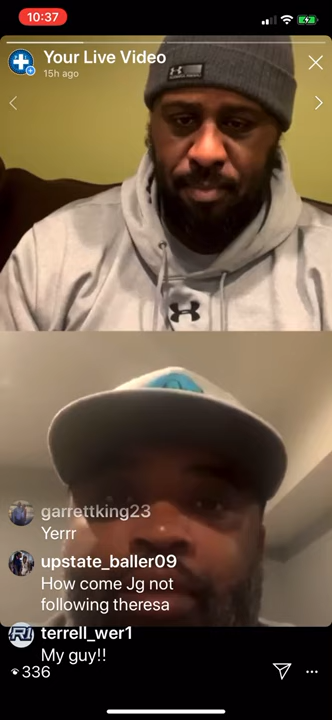 10:37
Your Live Video
15h ago
garrettking23
Yerrr
upstate_baller09
How come Jg not
following theresa
terrell_wer1
My guy!!
336